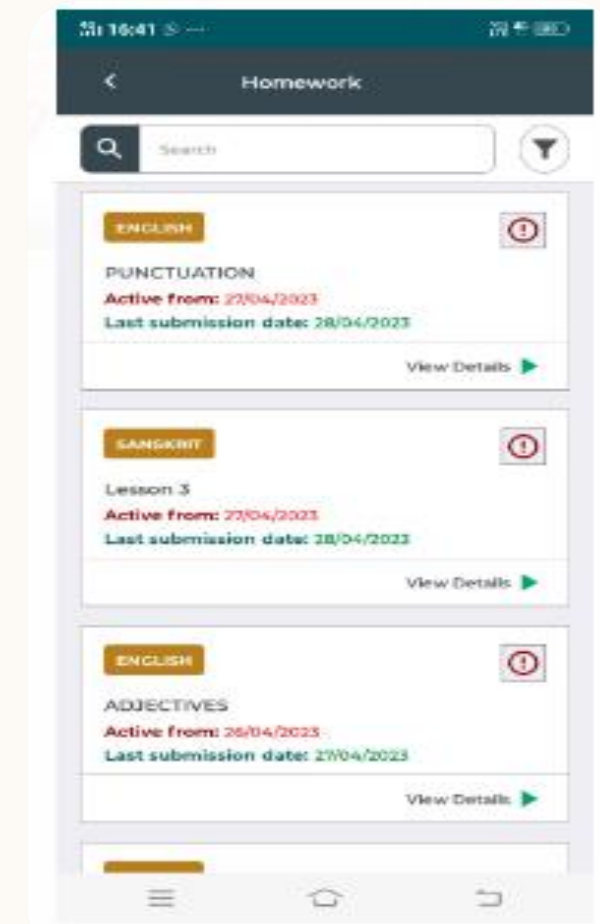 16:41
Homework
Search
ENGLISH
PUNCTUATION
Active from: 27/04/2023
Last submission date: 28/04/2023
View Details
SANSKRIT
Lesson 3
Active from: 27/04/2023
Last submission date: 28/04/2023
View Details
ENGLISH
ADJECTIVES
Active from: 26/04/2023
Last submission date: 27/04/2023
View Details